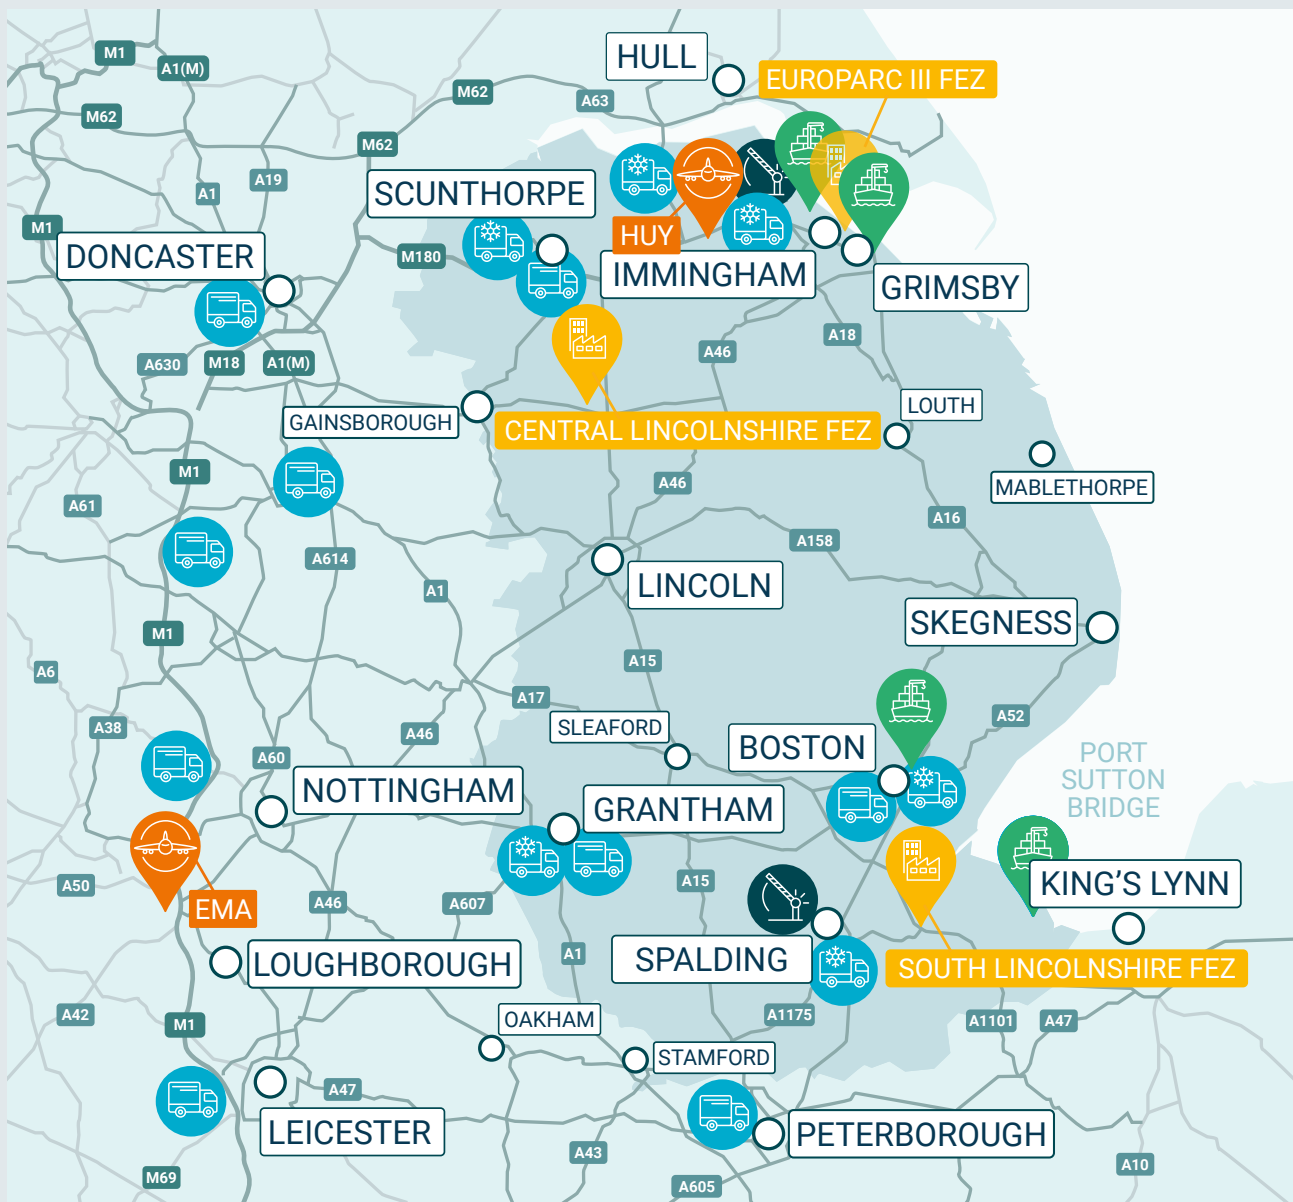 M1
A1(M)
M62
M62
A63
HULL
EUROPARC III FEZ
M62
A1
A19
SCUNTHORPE
M1
DONCASTER
M180
HUY
IMMINGHAM
GRIMSBY
A630
M18
A1(M)
A46
A18
GAINSBOROUGH
CENTRAL LINCOLNSHIRE FEZ
LOUTH
M1
A46
MABLETHORPE
A61
A16
A614
A158
A1
LINCOLN
M1
SKEGNESS
A6
A15
A17
A38
A46
SLEAFORD
A52
A60
BOSTON
PORT
SUTTON
BRIDGE
NOTTINGHAM
GRANTHAM
A50
A15
KING'S LYNN
EMA
A46
A607
LOUGHBOROUGH
A1
SPALDING
SOUTH LINCOLNSHIRE FEZ
A42
M1
OAKHAM
A1175
A1101
A47
STAMFORD
A47
LEICESTER
PETERBOROUGH
A43
A10
M69
A605